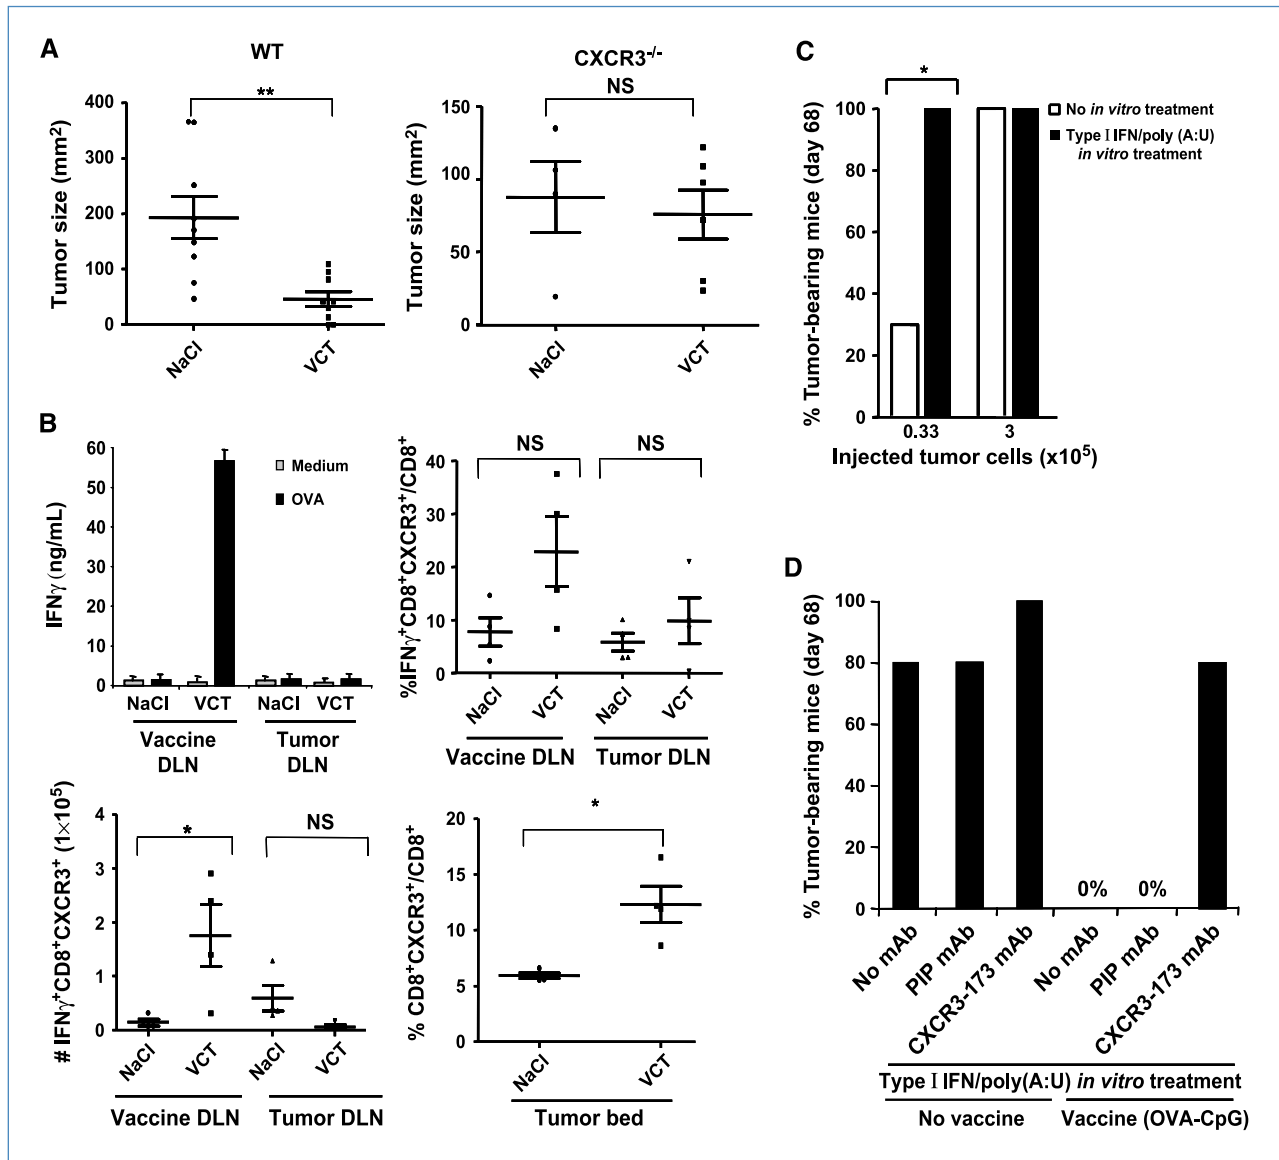 A
WT
**
Tumor size (mm²)
400
300
200
100
0
NaCl
VCT
CXCR3⁻/⁻
NS
Tumor size (mm²)
150
100
50
0
NaCl
VCT
C
*
% Tumor-bearing mice (day 68)
100
80
60
40
20
0
0.33
3
Injected tumor cells (x10⁵)
No in vitro treatment
Type I IFN/poly (A:U)
in vitro treatment
B
IFNγ (ng/mL)
60
50
40
30
20
10
0
Medium
OVA
NaCl
VCT
NaCl
VCT
Vaccine
DLN
Tumor
DLN
%IFNγ⁺CD8⁺CXCR3⁺/CD8⁺
NS
NS
40
30
20
10
0
NaCl
VCT
NaCl
VCT
Vaccine DLN
Tumor DLN
# IFNγ⁺CD8⁺CXCR3⁺ (1×10⁵)
*
NS
4
3
2
1
0
NaCl
VCT
NaCl
VCT
Vaccine DLN
Tumor DLN
% CD8⁺CXCR3⁺/CD8⁺
*
20
15
10
5
0
NaCl
VCT
Tumor bed
D
% Tumor-bearing mice (day 68)
100
80
60
40
20
0
0%
0%
No mAb
PIP mAb
CXCR3-173 mAb
No mAb
PIP mAb
CXCR3-173 mAb
Type I IFN/poly(A:U) in vitro treatment
No vaccine
Vaccine (OVA-CpG)